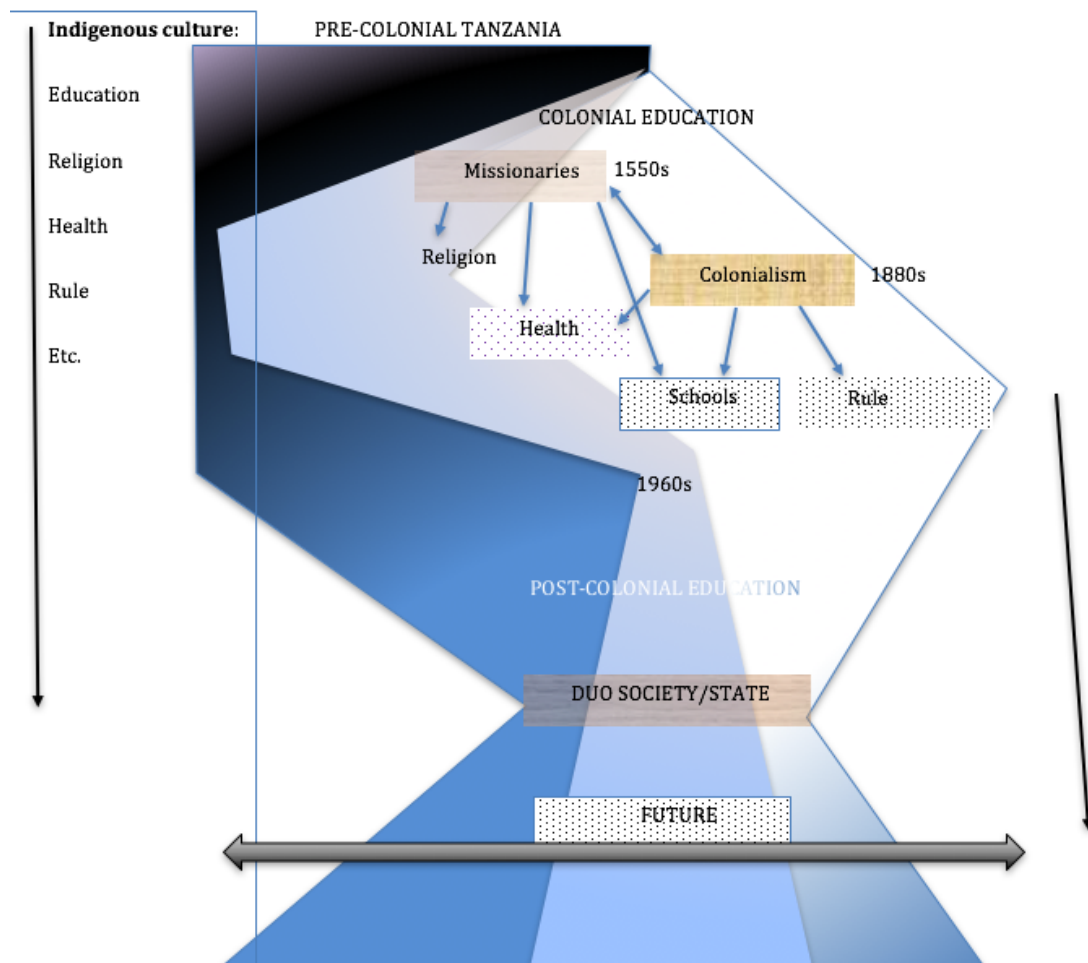 Indigenous culture:
PRE-COLONIAL TANZANIA
Education
COLONIAL EDUCATION
Religion
Missionaries
1550s
Health
Religion
Colonialism
1880s
Rule
Health
Etc.
Schools
Rule
1960s
POST-COLONIAL EDUCATION
DUO SOCIETY/STATE
FUTURE